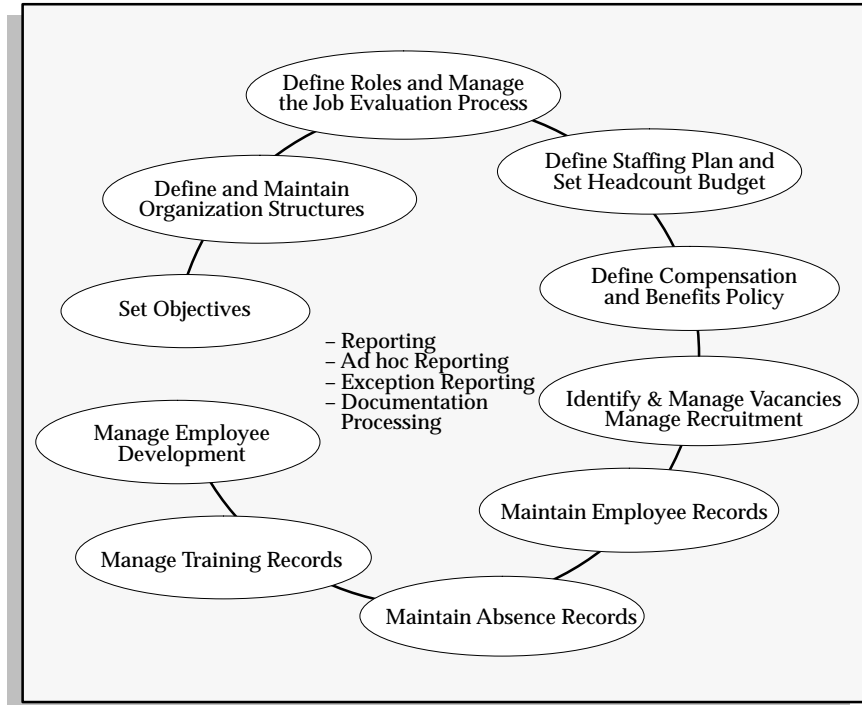 Define Roles and Manage
the Job Evaluation Process
Define Staffing Plan and
Set Headcount Budget
Define and Maintain
Organization Structures
Define Compensation
and Benefits Policy
Set Objectives
– Reporting
– Ad hoc Reporting
– Exception Reporting
– Documentation
Processing
Identify & Manage Vacancies
Manage Recruitment
Manage Employee
Development
Maintain Employee Records
Manage Training Records
Maintain Absence Records